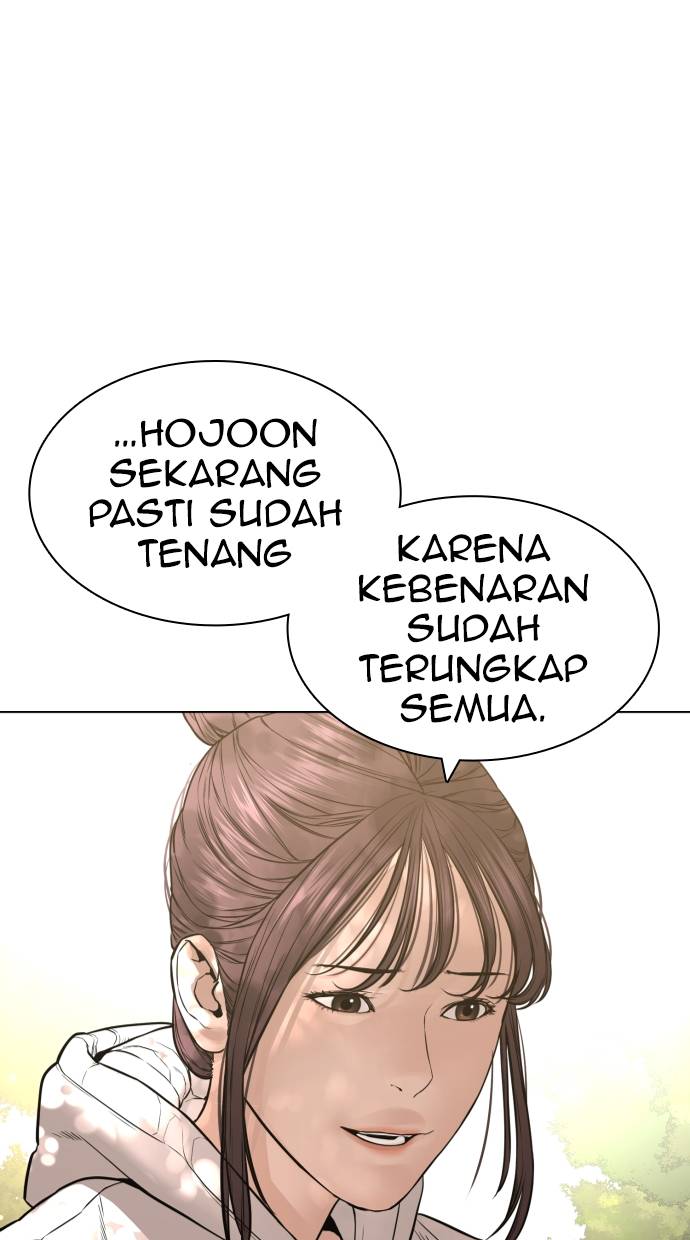 ...HOJOON
SEKARANG
PASTI SUDAH
TENANG
KARENA
KEBENARAN
SUDAH
TERUNGKAP
SEMUA.